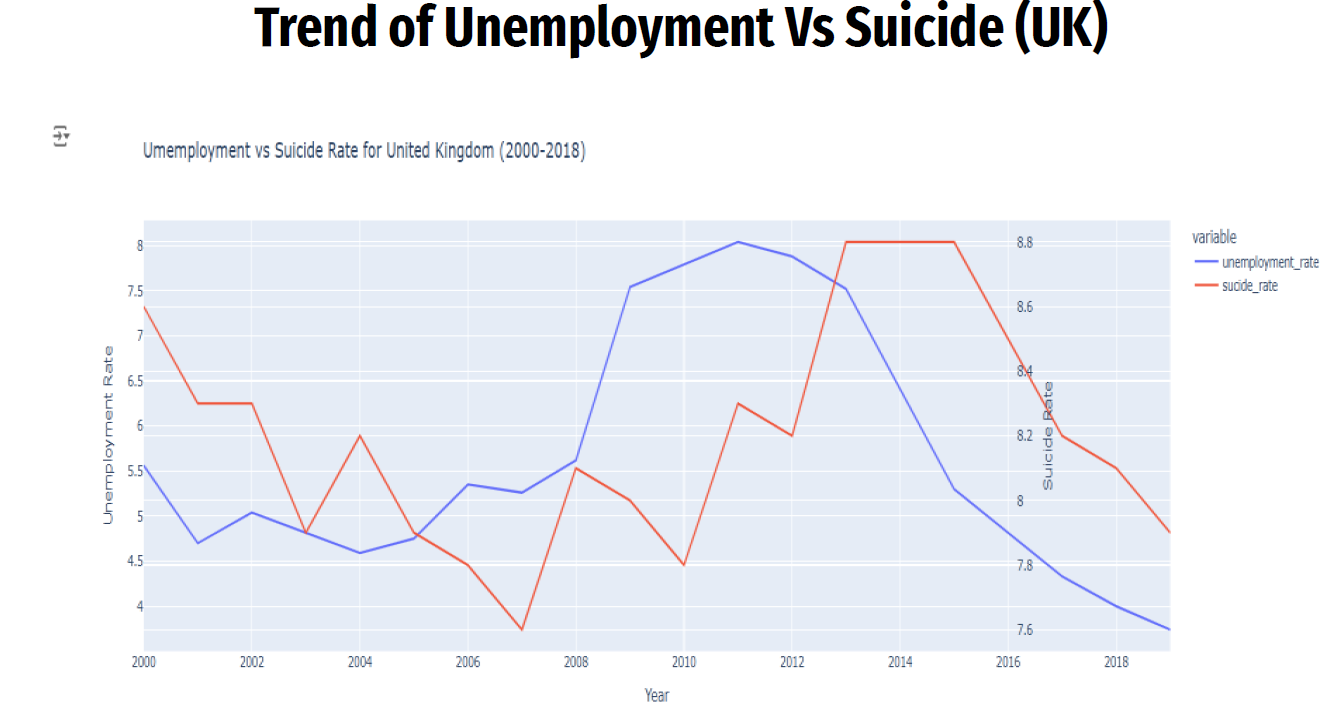 Trend of Unemployment Vs Suicide (UK)
Umemployment vs Suicide Rate for United Kingdom (2000-2018)
variable
unemployment_rate
sucide_rate
Unemployment Rate
8
7.5
7
6.5
6
5.5
5
4.5
4
Suicide Rate
8.8
8.6
8.4
8.2
8
7.8
7.6
2000 2002 2004 2006 2008 2010 2012 2014 2016 2018
Year